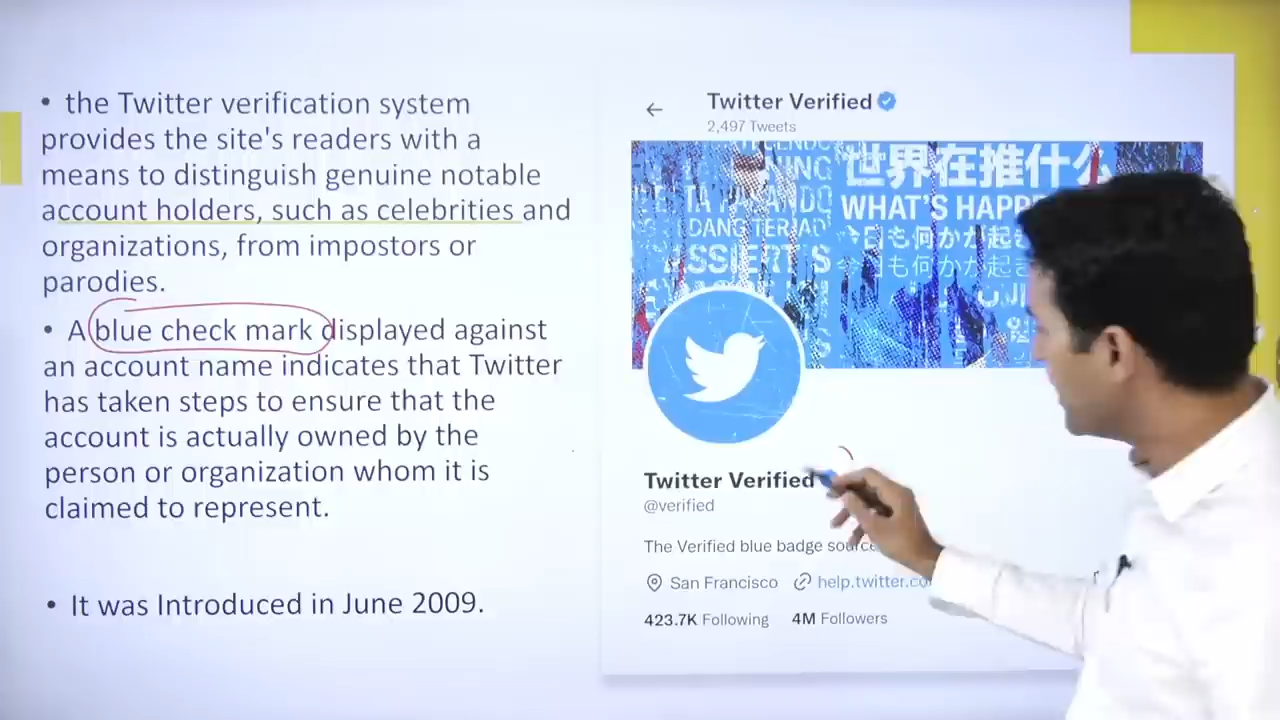 • the Twitter verification system
provides the site's readers with a
means to distinguish genuine notable
account holders, such as celebrities and
organizations, from impostors or
parodies.
• A blue check mark displayed against
an account name indicates that Twitter
has taken steps to ensure that the
account is actually owned by the
person or organization whom it is
claimed to represent.
• It was Introduced in June 2009.
Twitter Verified
2,497 Tweets
世界在推什么
WHAT'S HAPP
今日も何か起き
Twitter Verified
@verified
The Verified blue badge source
San Francisco help.twitter.co
423.7K Following 4M Followers